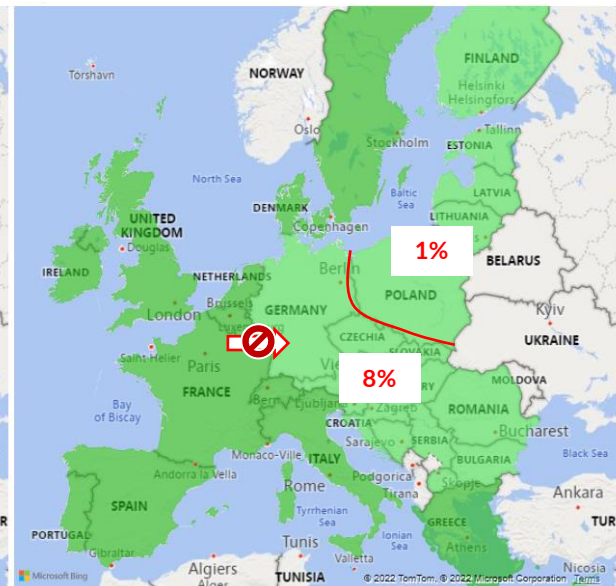 FINLAND
Torshavn
NORWAY
Helsinki
Helsingfors
Oslo
Stockholm
Tallinn
ESTONIA
North Sea
Baltic
Sea
LATVIA
DENMARK
LITHUANIA
UNITED
KINGDOM
Copenhagen
Douglas
1%
BELARUS
IRELAND
NETHERLANDS
Berlin
London
Brussels
GERMANY
POLAND
Kyiv
UKRAINE
CZECHIA
Saint Helier
Paris
SLOVAKIA
8%
MOLDOVA
FRANCE
Bern
Ljubljana
Zagreb
ROMANIA
Bay
of Biscay
CROATIA
Bucharest
Sarajevo
SERBIA
Monaco-Ville
ITALY
BULGARIA
Black Sea
Andorra la Vella
Podgorica
Skopje
Rome
Tirana
Ankara
SPAIN
Tyrrhenian
Sea
GREECE
TUR
PORTUGAL
Ionian
Sea
Athens
Gibraltar
Tunis
Valletta
Algiers
Nicosia
Microsoft Bing
TUNISIA
© 2022 TomTom, © 2022 Microsoft Corporation Terms